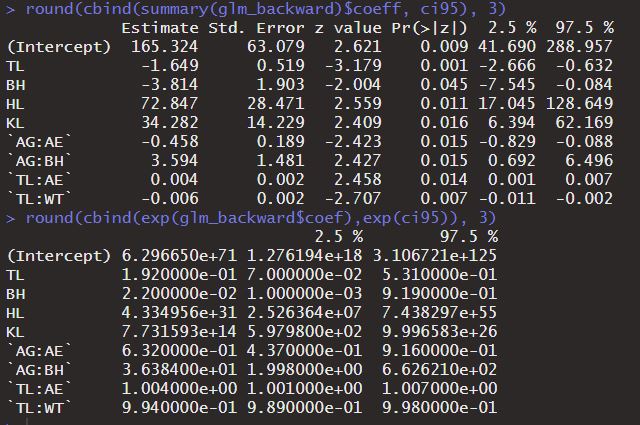 > round(cbind(summary(glm_backward)$coeff, ci95), 3)
Estimate Std. Error z value Pr(>|z|) 2.5 % 97.5 %
(Intercept) 165.324 63.079 2.621 0.009 41.690 288.957
TL -1.649 0.519 -3.179 0.001 -2.666 -0.632
BH -3.814 1.903 -2.004 0.045 -7.545 -0.084
HL 72.847 28.471 2.559 0.011 17.045 128.649
KL 34.282 14.229 2.409 0.016 6.394 62.169
`AG:AE` -0.458 0.189 -2.423 0.015 -0.829 -0.088
`AG:BH` 3.594 1.481 2.427 0.015 0.692 6.496
`TL:AE` 0.004 0.002 2.458 0.014 0.001 0.007
`TL:WT` -0.006 0.002 -2.707 0.007 -0.011 -0.002
> round(cbind(exp(glm_backward$coef),exp(ci95)), 3)
2.5 % 97.5 %
(Intercept) 6.296650e+71 1.276194e+18 3.106721e+125
TL 1.920000e-01 7.000000e-02 5.310000e-01
BH 2.200000e-02 1.000000e-03 9.190000e-01
HL 4.334956e+31 2.526364e+07 7.438297e+55
KL 7.731593e+14 5.979800e+02 9.996583e+26
`AG:AE` 6.320000e-01 4.370000e-01 9.160000e-01
`AG:BH` 3.638400e+01 1.998000e+00 6.626210e+02
`TL:AE` 1.004000e+00 1.001000e+00 1.007000e+00
`TL:WT` 9.940000e-01 9.890000e-01 9.980000e-01